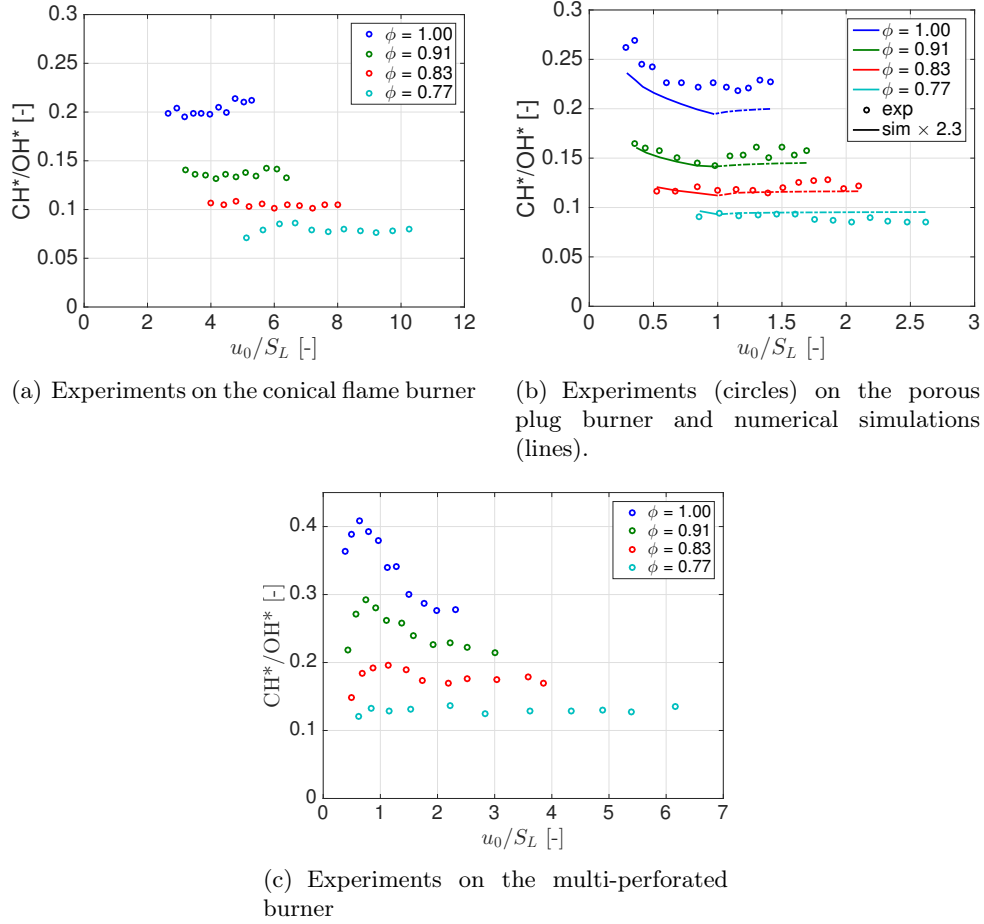 0.3
0.25
0.2
0.15
0.1
0.05
0
CH*/OH* [-]
0 2 4 6 8 10 12
u₀/S_L [-]
ϕ = 1.00
ϕ = 0.91
ϕ = 0.83
ϕ = 0.77
(a) Experiments on the conical flame burner
0.3
0.25
0.2
0.15
0.1
0.05
0
CH*/OH* [-]
0 0.5 1 1.5 2 2.5 3
u₀/S_L [-]
ϕ = 1.00
ϕ = 0.91
ϕ = 0.83
ϕ = 0.77
exp
sim × 2.3
(b) Experiments (circles) on the porous
plug burner and numerical simulations
(lines).
0.4
0.3
0.2
0.1
0
CH*/OH* [-]
0 1 2 3 4 5 6 7
u₀/S_L [-]
ϕ = 1.00
ϕ = 0.91
ϕ = 0.83
ϕ = 0.77
(c) Experiments on the multi-perforated
burner